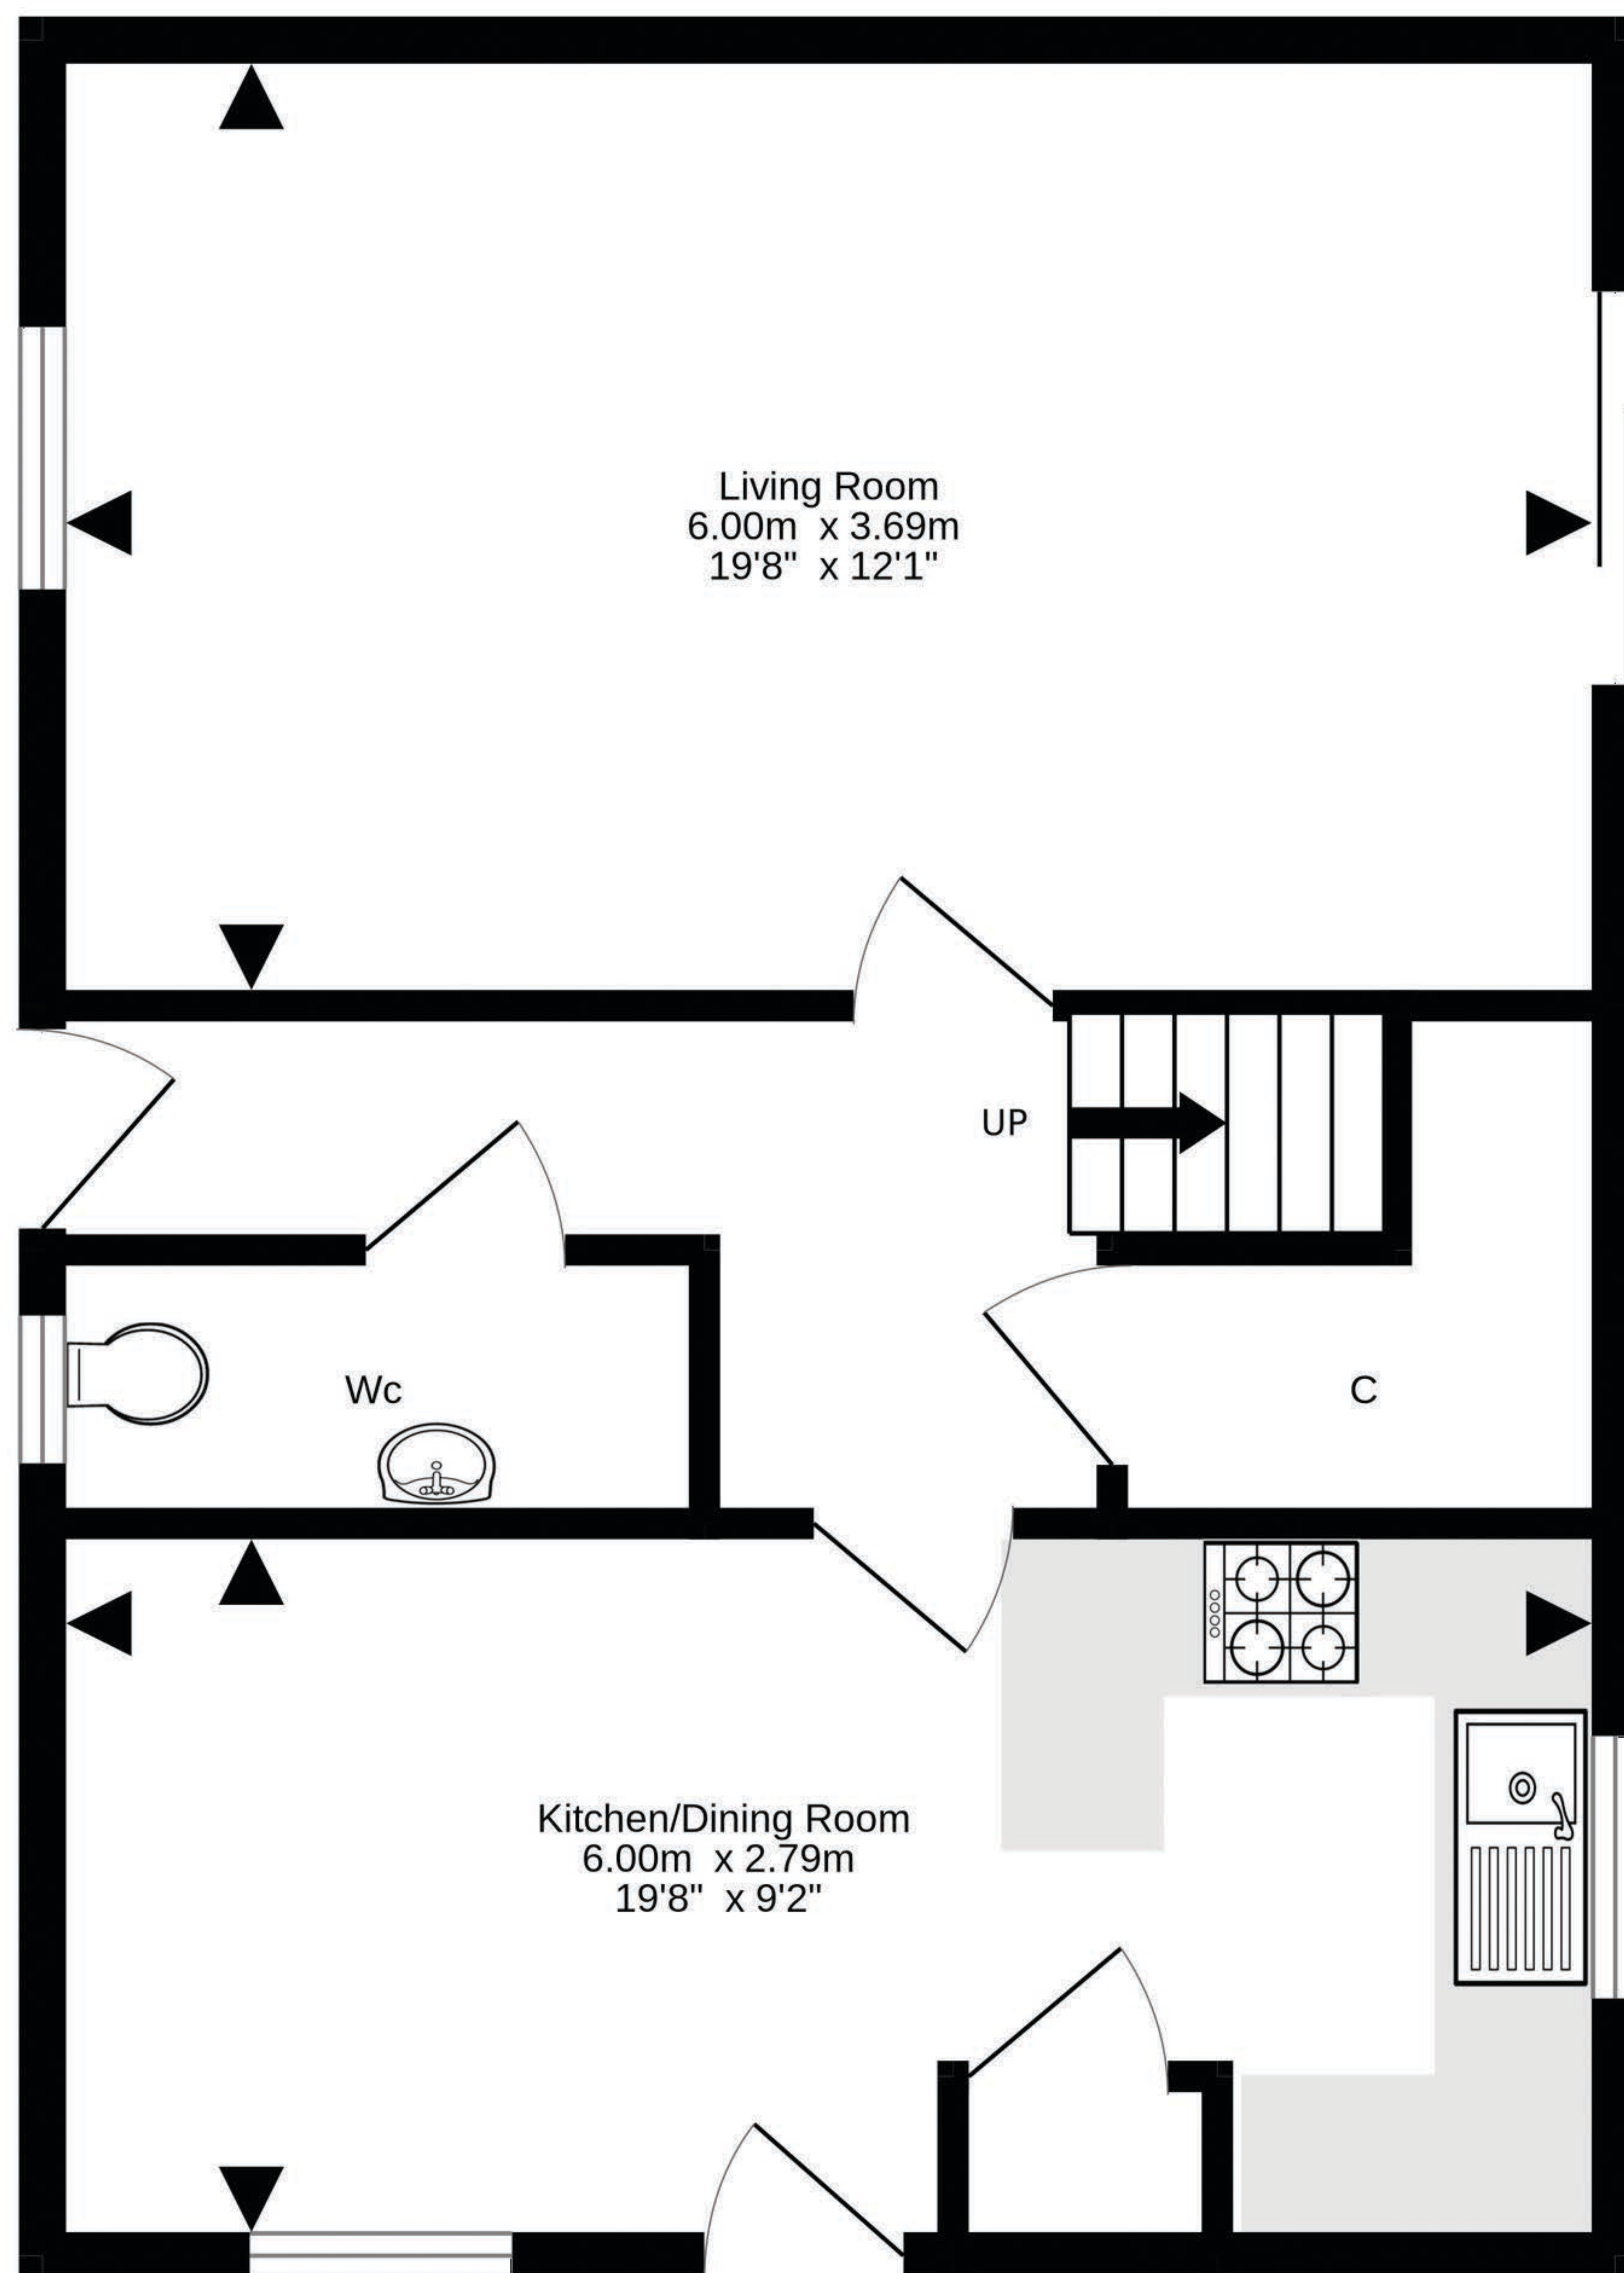 Living Room
6.00m x 3.69m
19'8" x 12'1"
UP
Wc
C
Kitchen/Dining Room
6.00m x 2.79m
19'8" x 9'2"